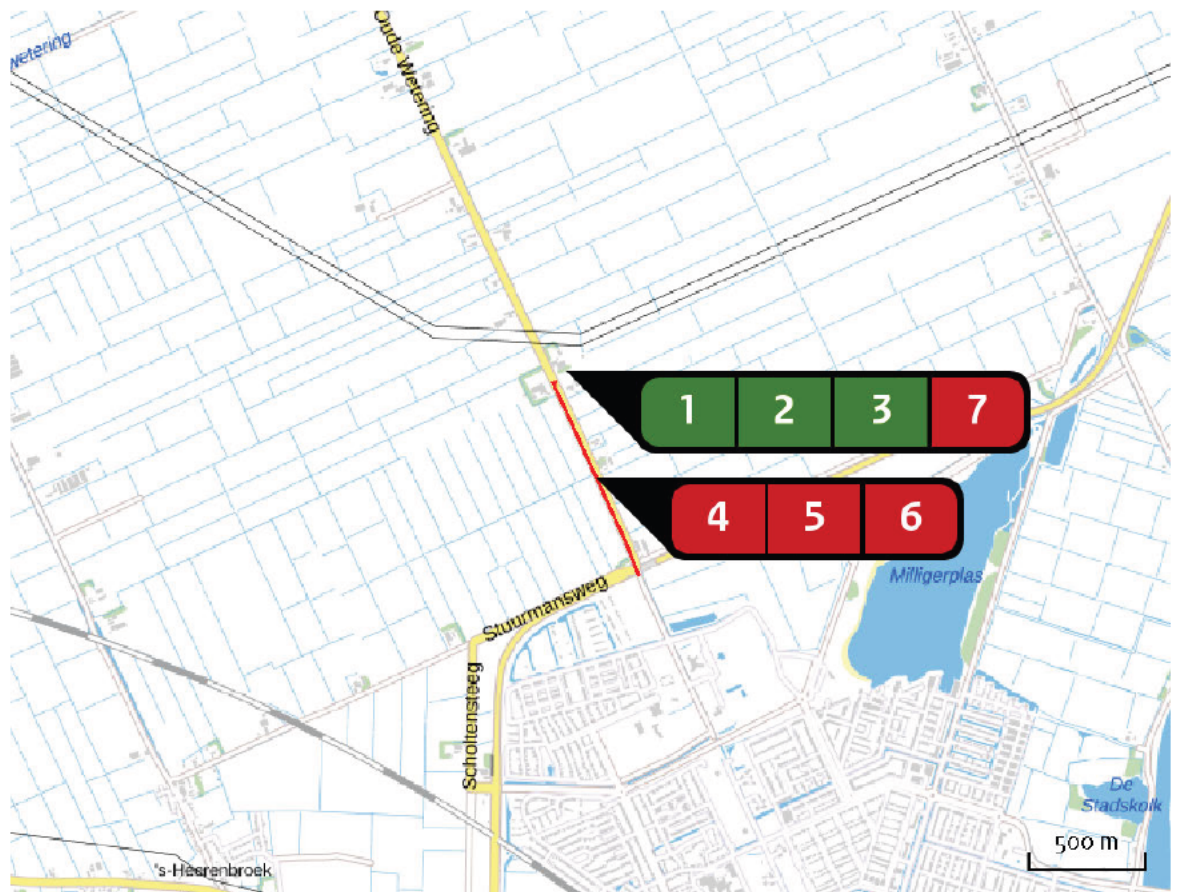 wetering
Oude Wetering
1 2 3 7
4 5 6
Milligerplas
Stuurmansweg
Scholtensteeg
De
Stadskolk
500 m
's-Heerenbroek